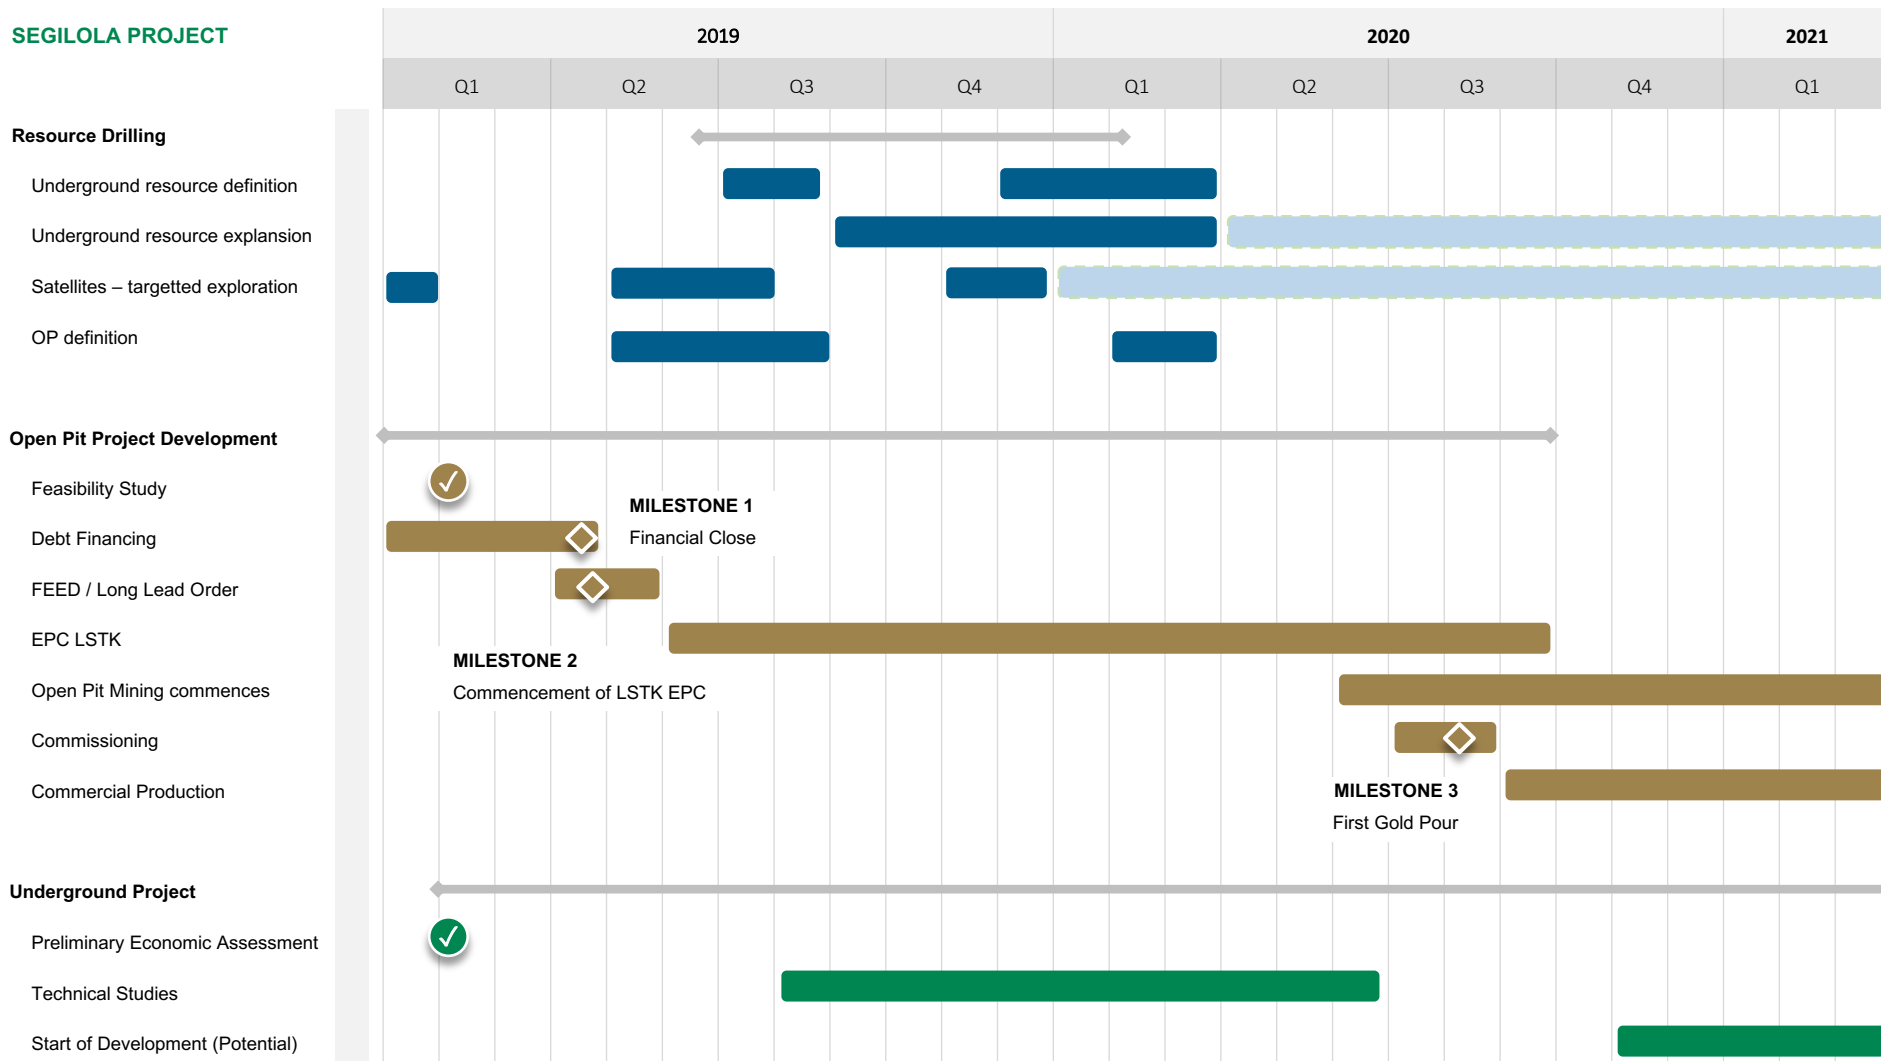 SEGILOLA PROJECT
2019
2020
2021
Q1
Q2
Q3
Q4
Q1
Q2
Q3
Q4
Q1
Resource Drilling
Underground resource definition
Underground resource explansion
Satellites – targetted exploration
OP definition
Open Pit Project Development
Feasibility Study
MILESTONE 1
Debt Financing
Financial Close
FEED / Long Lead Order
EPC LSTK
MILESTONE 2
Open Pit Mining commences
Commencement of LSTK EPC
Commissioning
Commercial Production
MILESTONE 3
First Gold Pour
Underground Project
Preliminary Economic Assessment
Technical Studies
Start of Development (Potential)